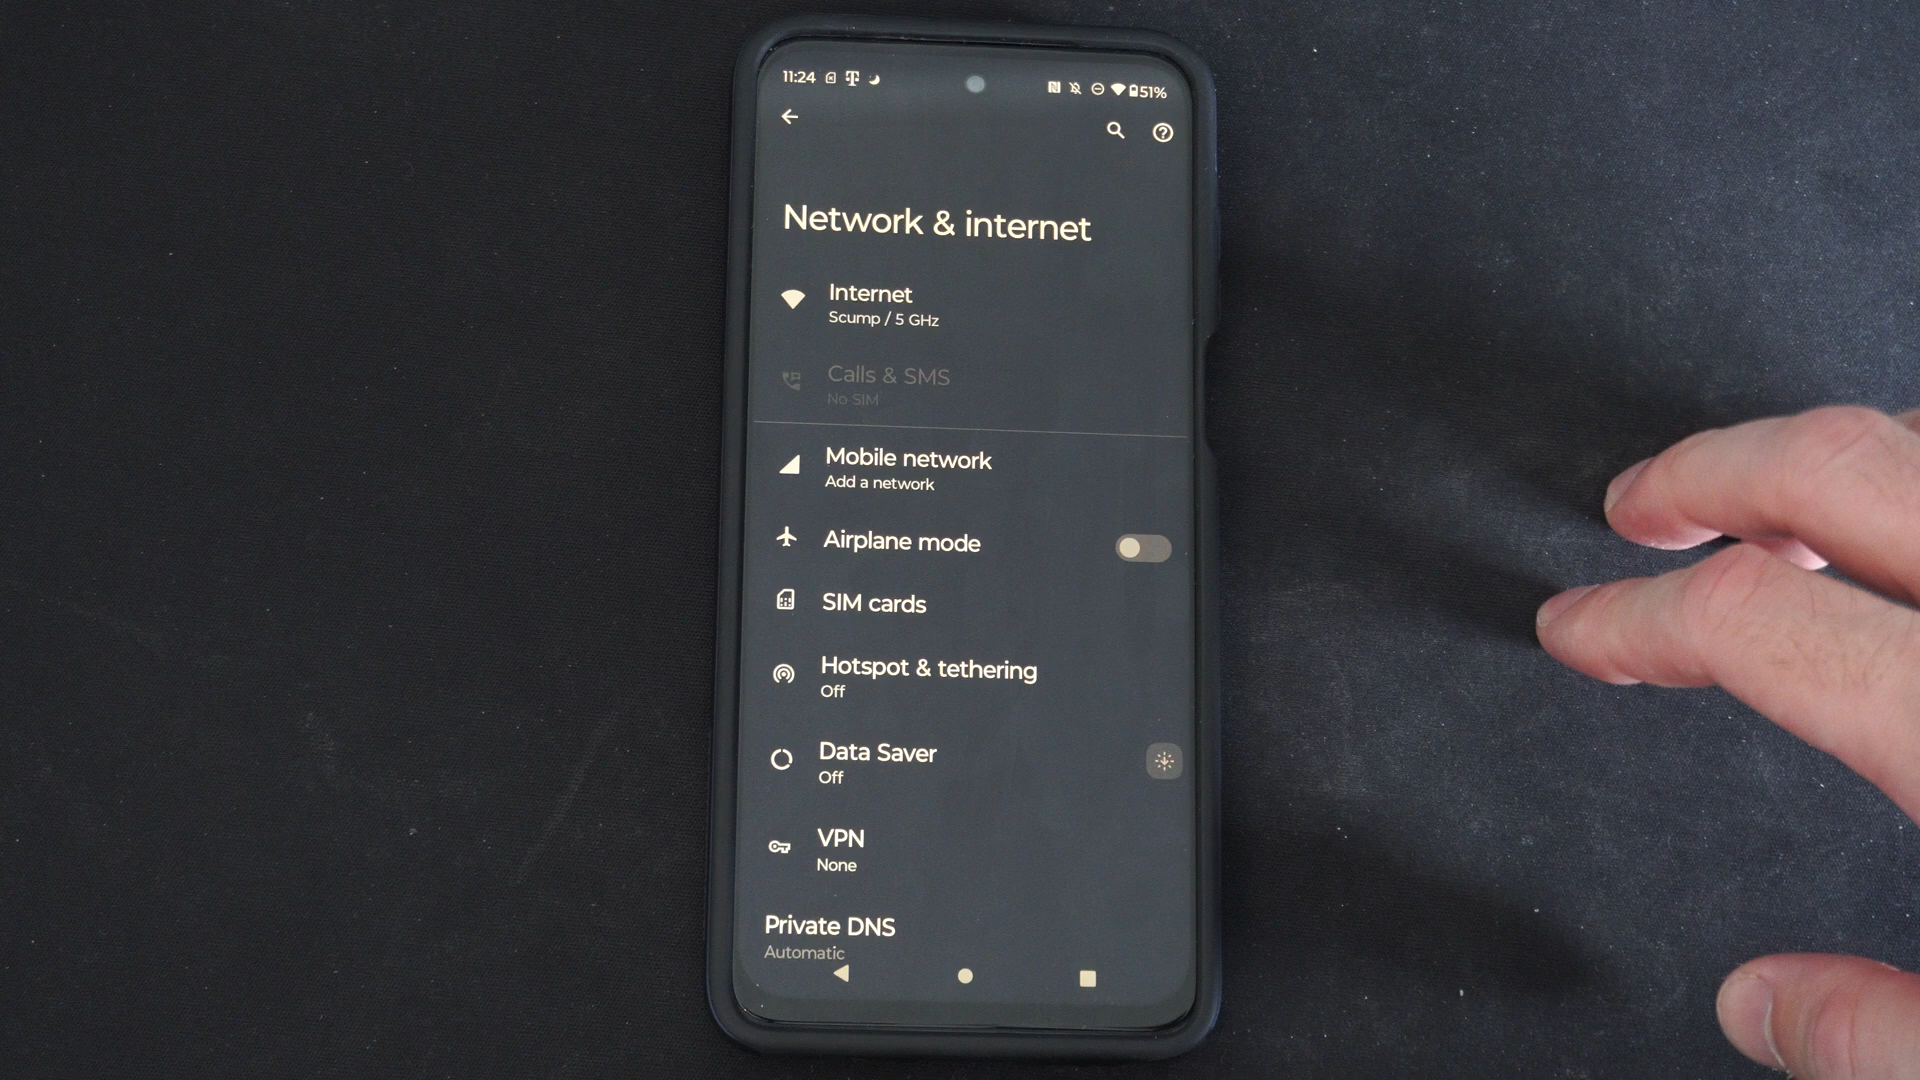 11:24
51%
Network & internet
Internet
Scump / 5 GHz
Calls & SMS
No SIM
Mobile network
Add a network
Airplane mode
SIM cards
Hotspot & tethering
Off
Data Saver
Off
VPN
None
Private DNS
Automatic